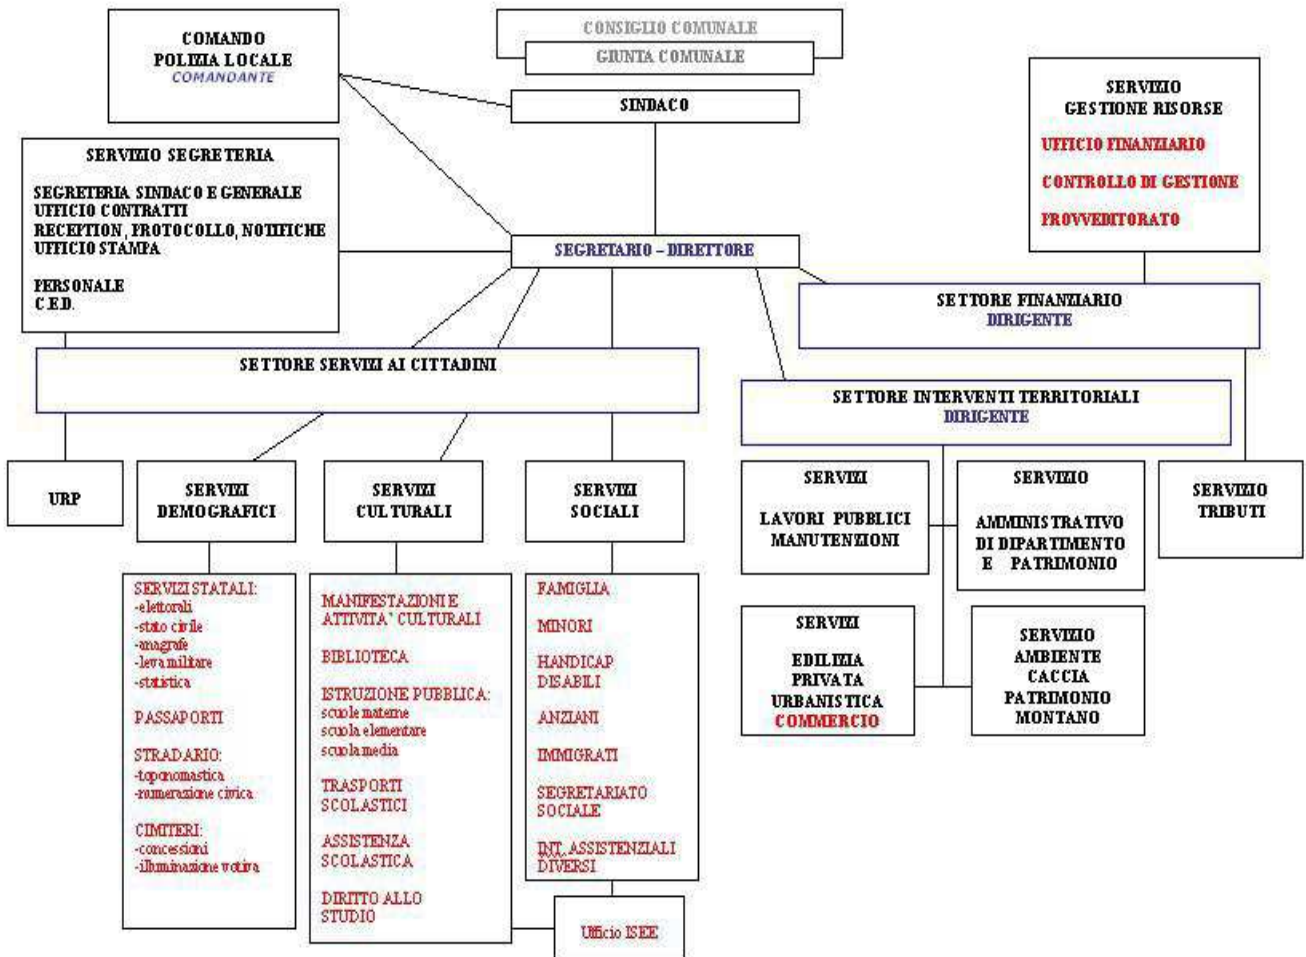 COMANDO
POLIZIA LOCALE
COMANDANTE
CONSIGLIO COMUNALE
GIUNTA COMUNALE
SINDACO
SERVIZIO
GESTIONE RISORSE
UFFICIO FINANZIARIO
CONTROLLO DI GESTIONE
PROVVEDITORATO
SERVIZIO SEGRETERIA
SEGRETERIA SINDACO E GENERALE
UFFICIO CONTRATTI
RECEPTION, PROTOCOLLO, NOTIFICHE
UFFICIO STAMPA
PERSONALE
C.E.D.
SEGRETARIO – DIRETTORE
SETTORE FINANZIARIO
DIRIGENTE
SETTORE SERVIZI AI CITTADINI
SETTORE INTERVENTI TERRITORIALI
DIRIGENTE
URP
SERVIZI
DEMOGRAFICI
SERVIZI
CULTURALI
SERVIZI
SOCIALI
SERVIZI
LAVORI PUBBLICI
MANUTENZIONI
SERVIZIO
AMMINISTRATIVO
DI DIPARTIMENTO
E PATRIMONIO
SERVIZIO
TRIBUTI
SERVIZI STATALI:
-elettorali
-stato civile
-anagrafe
-leva militare
-statistica
PASSAPORTI
STRADARIO:
-toponomastica
-numerazione civica
CIMITERI:
-concessioni
-illuminazione votiva
MANIFESTAZIONI E
ATTIVITA` CULTURALI
BIBLIOTECA
ISTRUZIONE PUBBLICA:
scuole materne
scuola elementare
scuola media
TRASPORTI
SCOLASTICI
ASSISTENZA
SCOLASTICA
DIRITTO ALLO
STUDIO
FAMIGLIA
MINORI
HANDICAP
DISABILI
ANZIANI
IMMIGRATI
SEGRETARIATO
SOCIALE
INT. ASSISTENZIALI
DIVERSI
Ufficio ISEE
SERVIZI
EDILIZIA
PRIVATA
URBANISTICA
COMMERCIO
SERVIZIO
AMBIENTE
CACCIA
PATRIMONIO
MONTANO